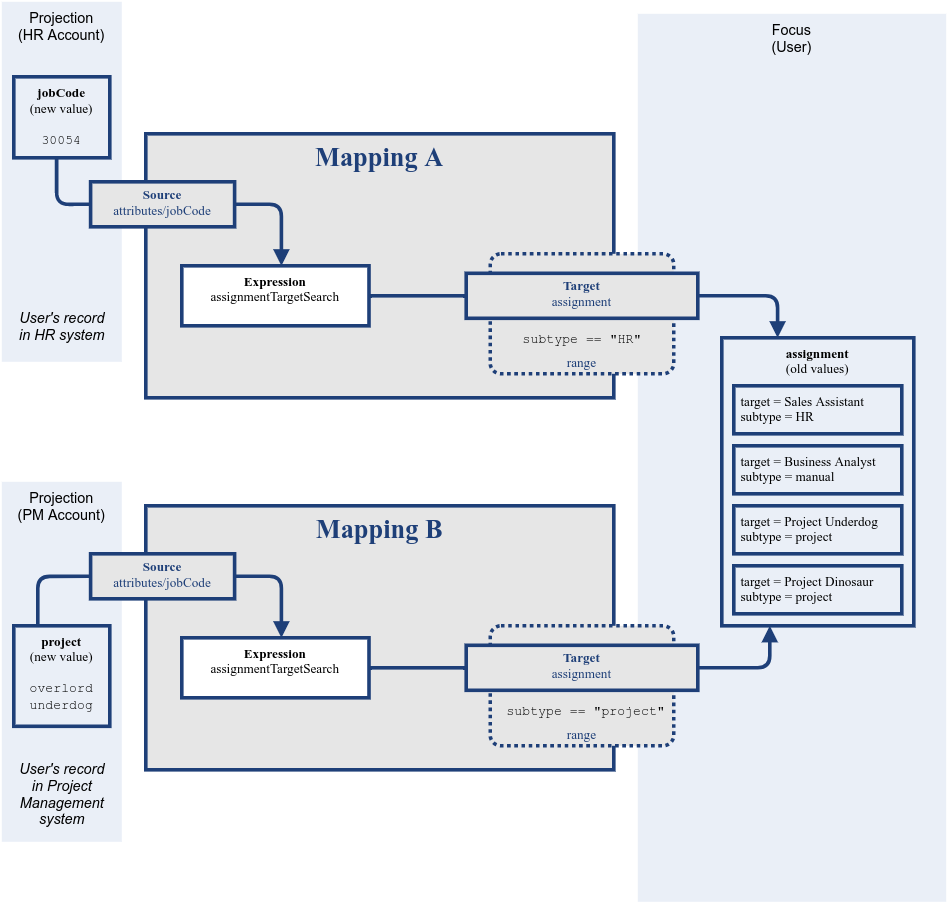 Projection
(HR Account)
jobCode
(new value)
30054
User's record
in HR system
Mapping A
Source
attributes/jobCode
Expression
assignmentTargetSearch
Target
assignment
subtype == "HR"
range
Focus
(User)
assignment
(old values)
target = Sales Assistant
subtype = HR
target = Business Analyst
subtype = manual
target = Project Underdog
subtype = project
target = Project Dinosaur
subtype = project
Projection
(PM Account)
project
(new value)
overlord
underdog
User's record
in Project
Management
system
Mapping B
Source
attributes/jobCode
Expression
assignmentTargetSearch
Target
assignment
subtype == "project"
range